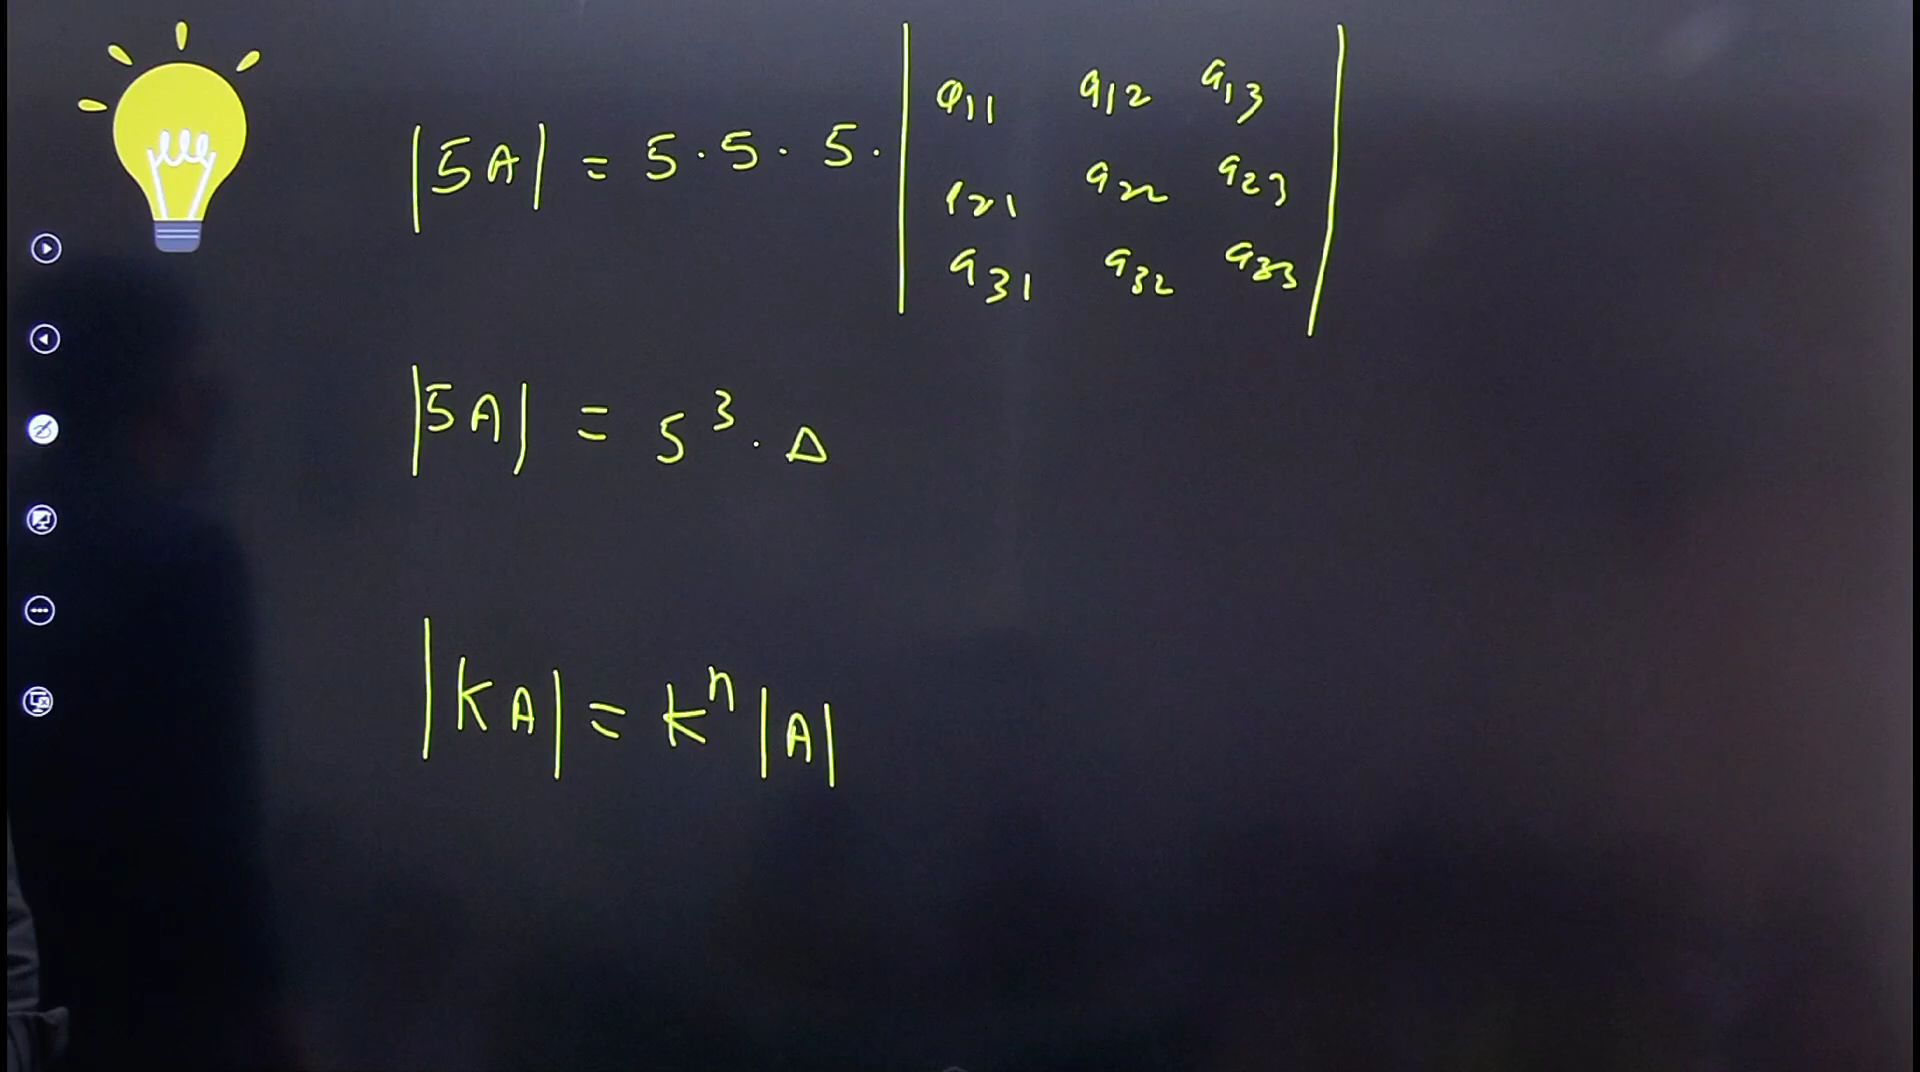 |5A| = 5 · 5 · 5 · | a11 a12 a13 |
| a21 a22 a23 |
| a31 a32 a33 |
|5A| = 5³ · Δ
|KA| = Kⁿ |A|